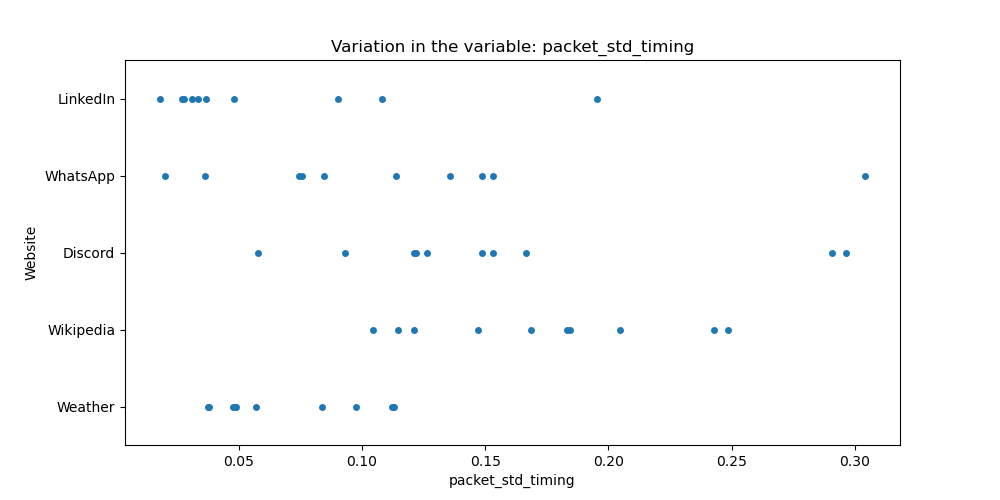 Variation in the variable: packet_std_timing
LinkedIn
WhatsApp
Discord
Wikipedia
Weather
Website
0.05 0.10 0.15 0.20 0.25 0.30
packet_std_timing